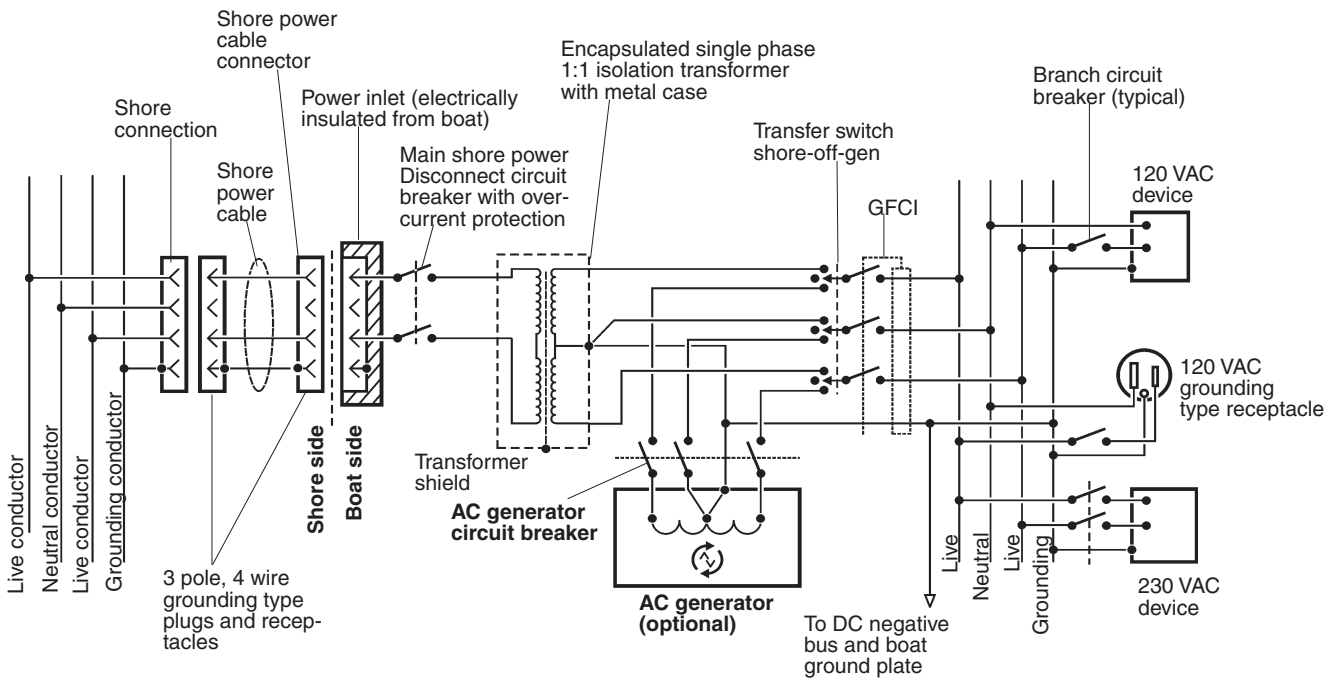 Shore power
cable
connector
Shore
connection
Power inlet (electrically
insulated from boat)
Shore
power
cable
Main shore power
Disconnect circuit
breaker with over-
current protection
Encapsulated single phase
1:1 isolation transformer
with metal case
Transfer switch
shore-off-gen
GFCI
Branch circuit
breaker (typical)
120 VAC
device
120 VAC
grounding
type receptacle
230 VAC
device
Live conductor
Neutral conductor
Live conductor
Grounding conductor
3 pole, 4 wire
grounding type
plugs and recep-
tacles
Shore side
Boat side
Transformer
shield
AC generator
circuit breaker
AC generator
(optional)
To DC negative
bus and boat
ground plate
Live
Neutral
Live
Grounding